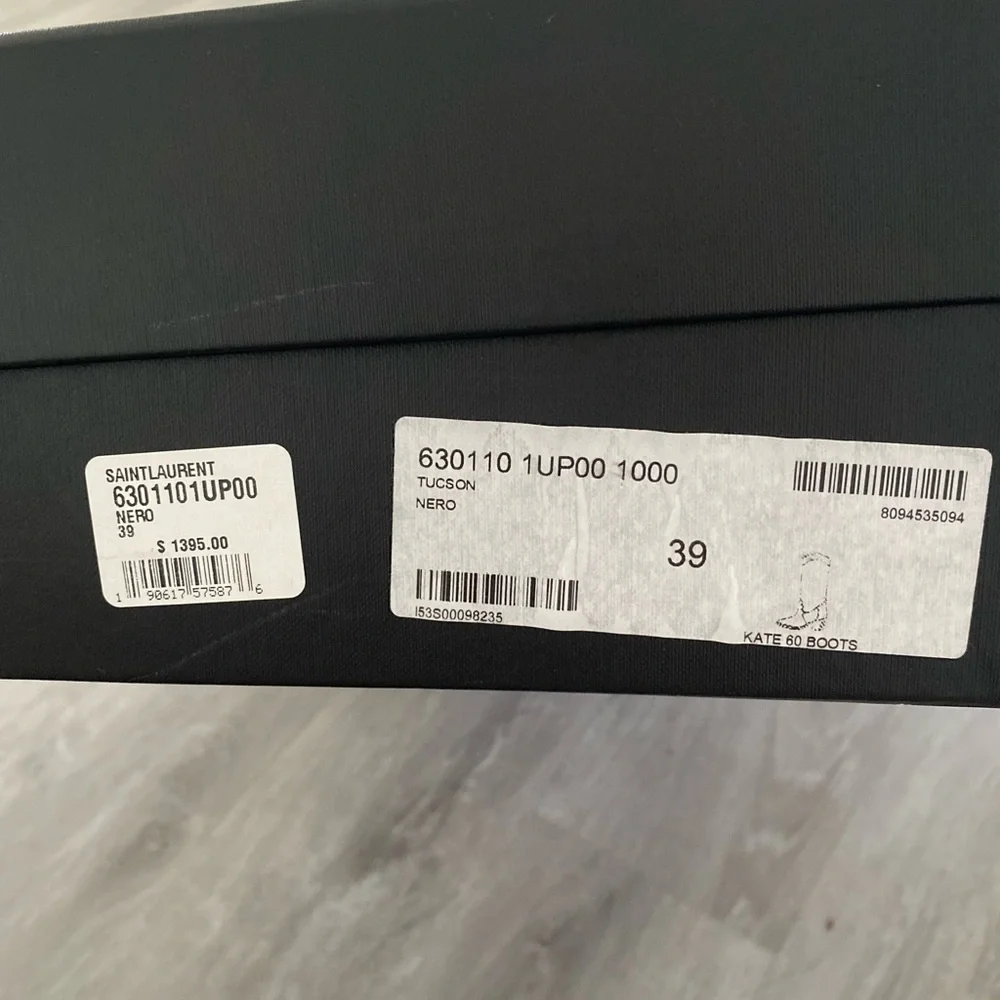 SAINTLAURENT
6301101UP00
NERO
39
$ 1395.00
1 90617 57587 6
630110 1UP00 1000
TUCSON
NERO
8094535094
39
I53S00098235
KATE 60 BOOTS